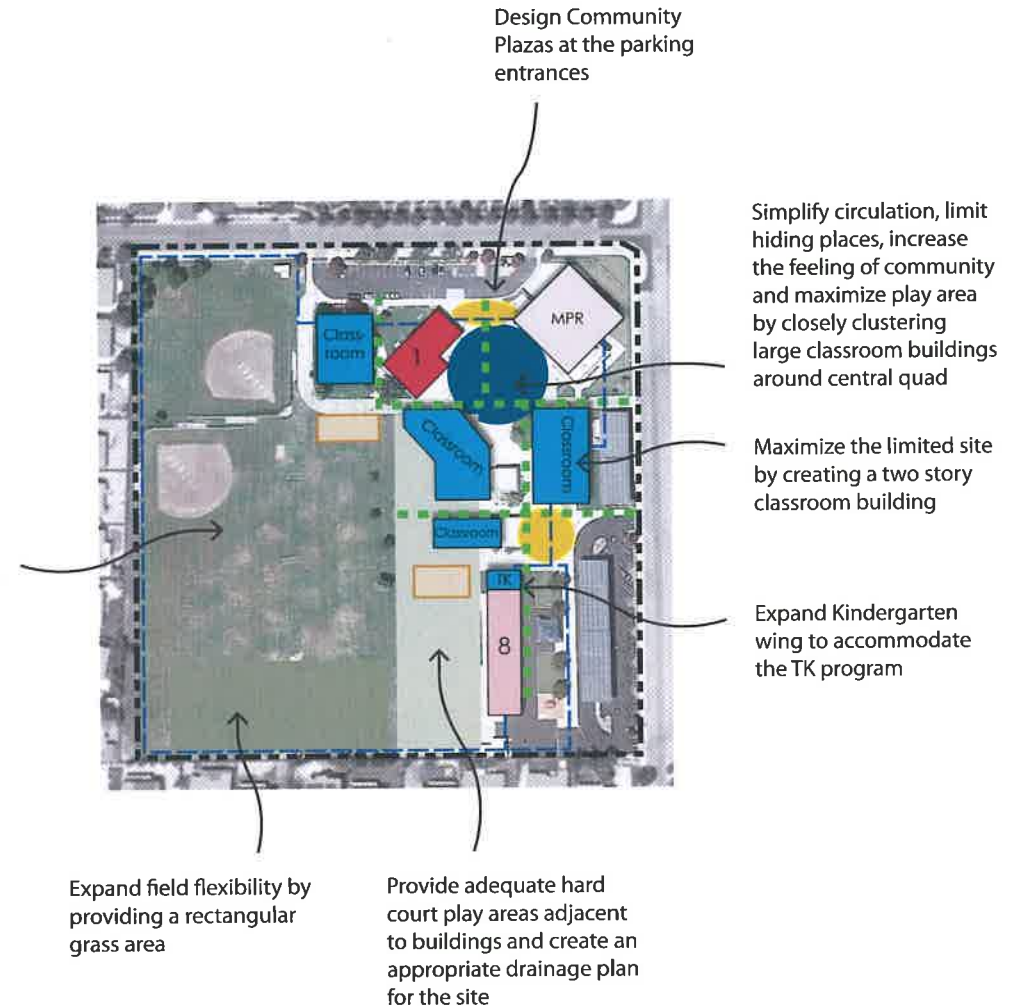 Design Community
Plazas at the parking
entrances
Simplify circulation, limit
hiding places, increase
the feeling of community
and maximize play area
by closely clustering
large classroom buildings
around central quad
MPR
Class-
room
1
Classroom
Classroom
Maximize the limited site
by creating a two story
classroom building
Classroom
TK
8
Expand Kindergarten
wing to accommodate
the TK program
Expand field flexibility by
providing a rectangular
grass area
Provide adequate hard
court play areas adjacent
to buildings and create an
appropriate drainage plan
for the site